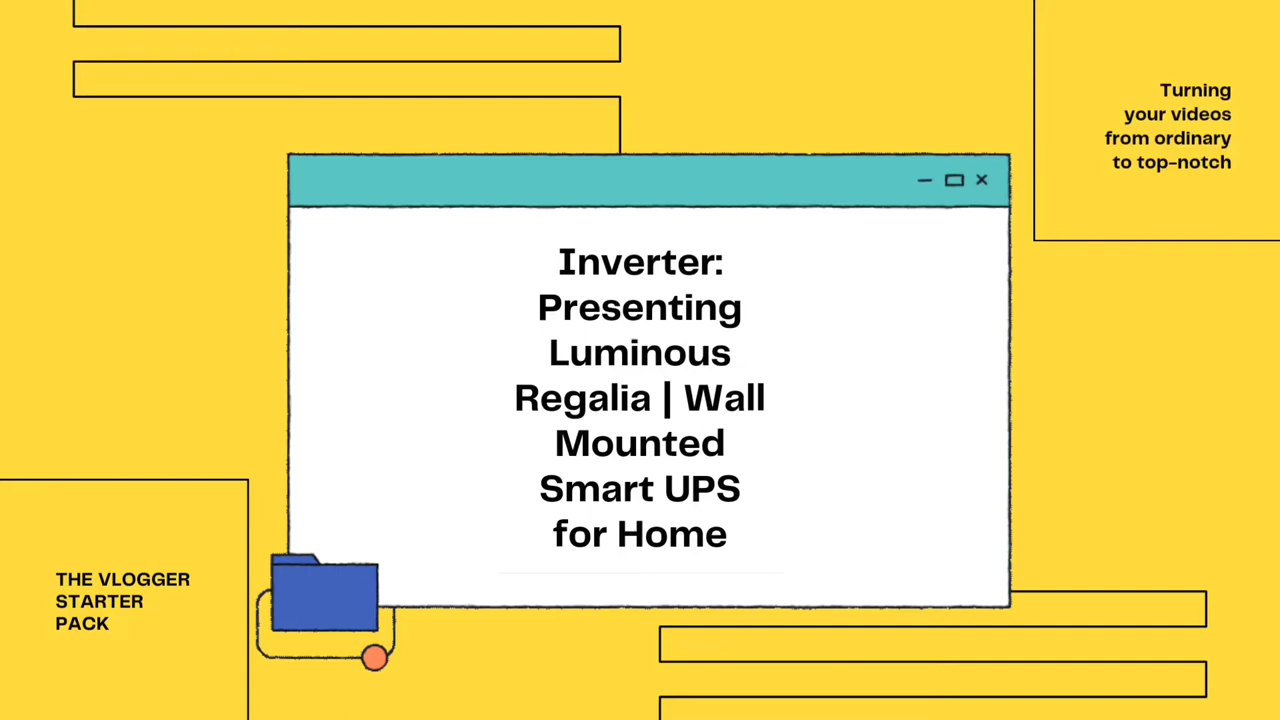 Turning
your videos
from ordinary
to top-notch
Inverter:
Presenting
Luminous
Regalia | Wall
Mounted
Smart UPS
for Home
THE VLOGGER
STARTER
PACK